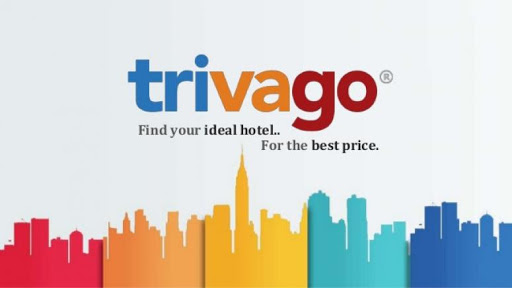 trivago®
Find your ideal hotel..
For the best price.